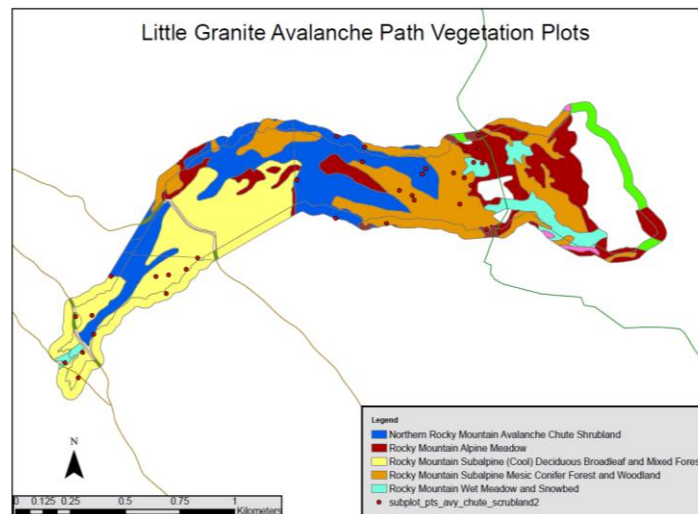 Little Granite Avalanche Path Vegetation Plots
Legend
Northern Rocky Mountain Avalanche Chute Shrubland
Rocky Mountain Alpine Meadow
Rocky Mountain Subalpine (Cool) Deciduous Broadleaf and Mixed Fores
Rocky Mountain Subalpine Mesic Conifer Forest and Woodland
Rocky Mountain Wet Meadow and Snowbed
subplot_pts_avy_chute_scrubland2
N
0 0.125 0.25 0.5 0.75 1
Kilometers